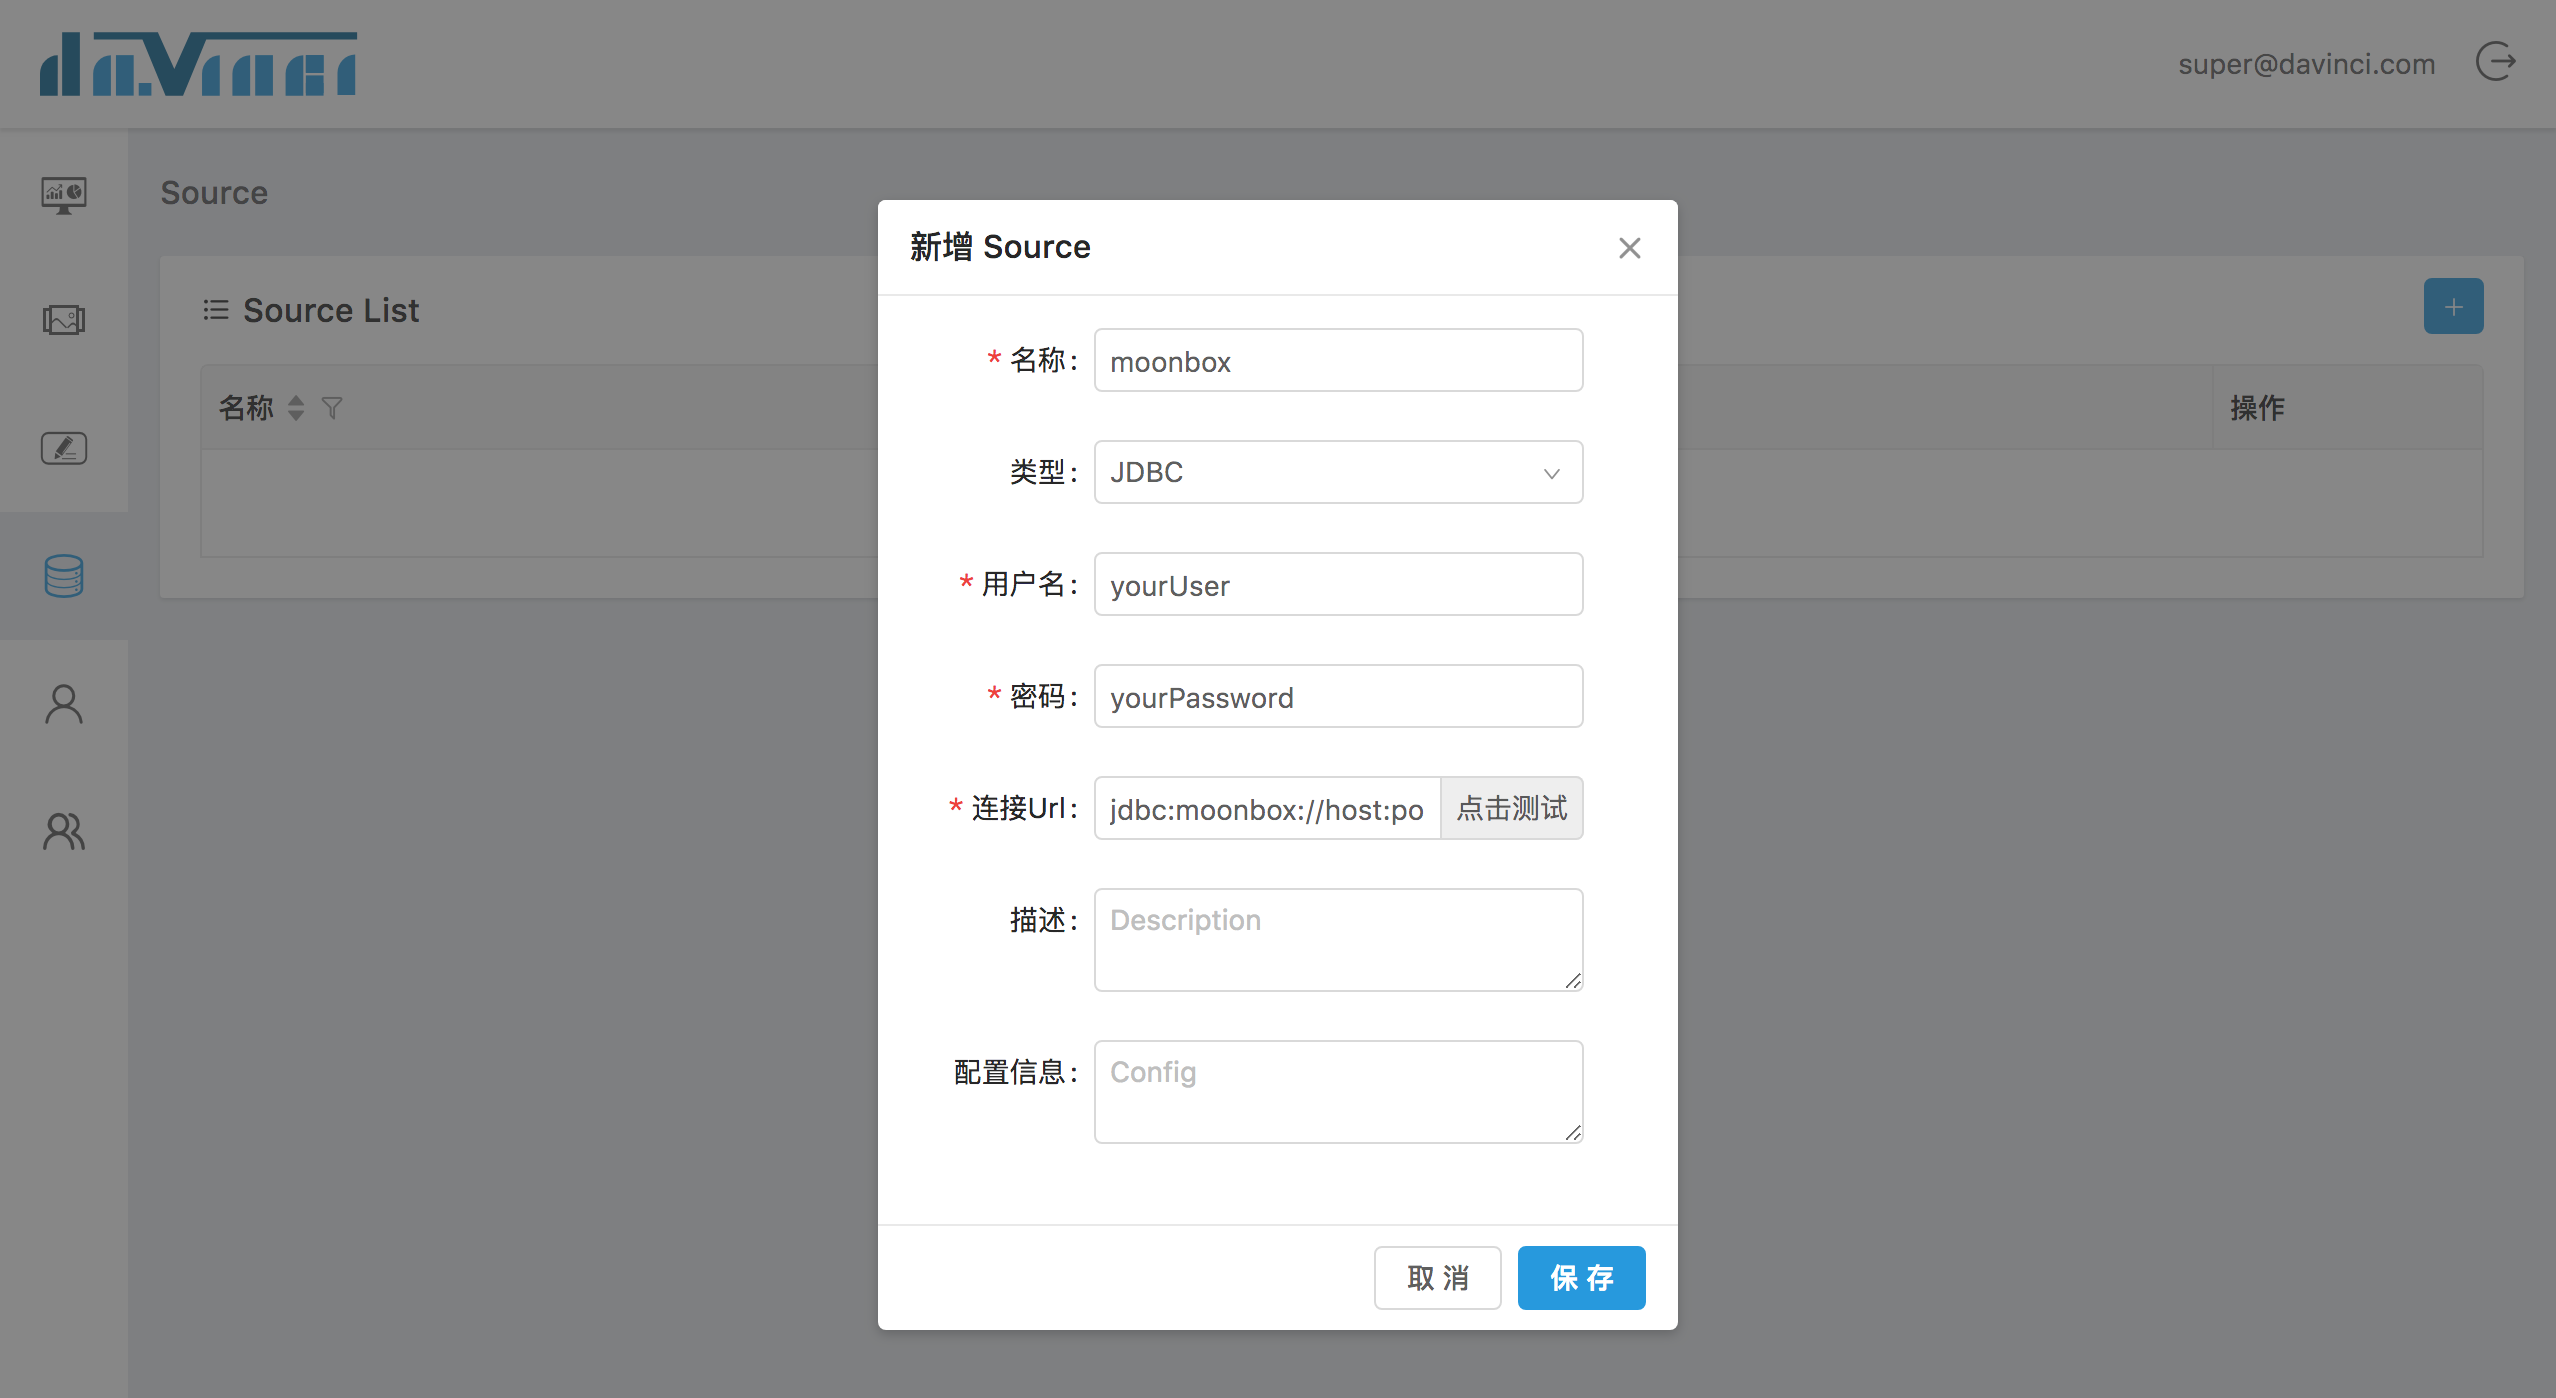 da.Vinci
super@davinci.com
Source
Source List
名称
操作
新增 Source
* 名称:
moonbox
类型:
JDBC
* 用户名:
yourUser
* 密码:
yourPassword
* 连接Url:
jdbc:moonbox://host:po
点击测试
描述:
Description
配置信息:
Config
取 消
保 存